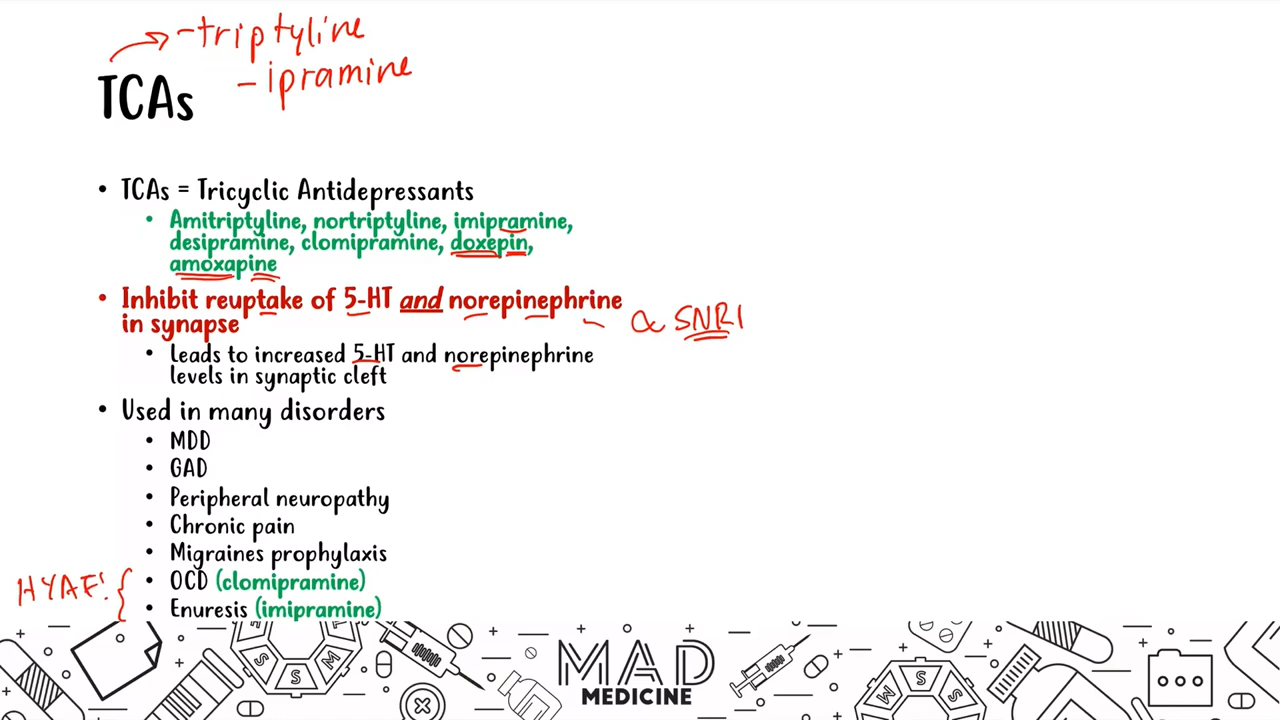 -triptyline
-ipramine
TCAs
• TCAs = Tricyclic Antidepressants
• Amitriptyline, nortriptyline, imipramine,
desipramine, clomipramine, doxepin,
amoxapine
• Inhibit reuptake of 5-HT and norepinephrine
in synapse
∝ SNRI
• Leads to increased 5-HT and norepinephrine
levels in synaptic cleft
• Used in many disorders
• MDD
• GAD
• Peripheral neuropathy
• Chronic pain
• Migraines prophylaxis
HYAF!
• OCD (clomipramine)
• Enuresis (imipramine)
MAD
MEDICINE
S S M
M S S